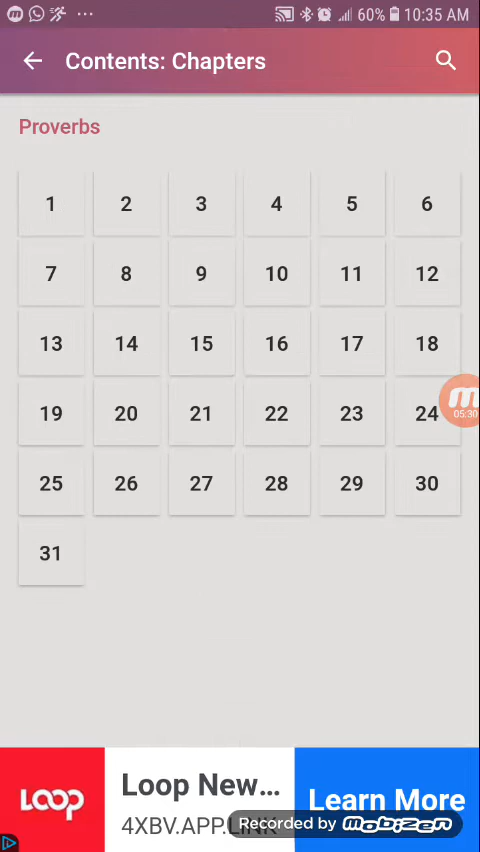 60% 10:35 AM
Contents: Chapters
Proverbs
1 2 3 4 5 6
7 8 9 10 11 12
13 14 15 16 17 18
19 20 21 22 23 24
05:30
25 26 27 28 29 30
31
LOOP
Loop New...
4XBV.APP.LINK
Learn More
Recorded by mobizen